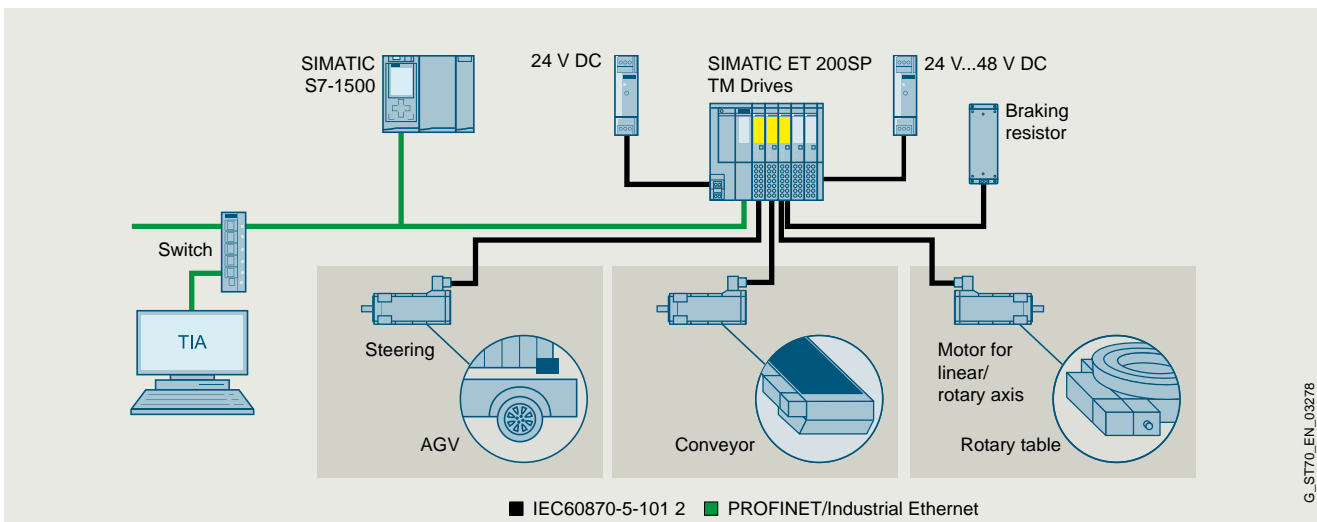 SIMATIC
S7-1500
24 V DC
SIMATIC ET 200SP
TM Drives
24 V...48 V DC
Braking
resistor
Switch
TIA
Steering
AGV
Conveyor
Motor for
linear/
rotary axis
Rotary table
IEC60870-5-101 2
PROFINET/Industrial Ethernet
G_ST70_EN_03278